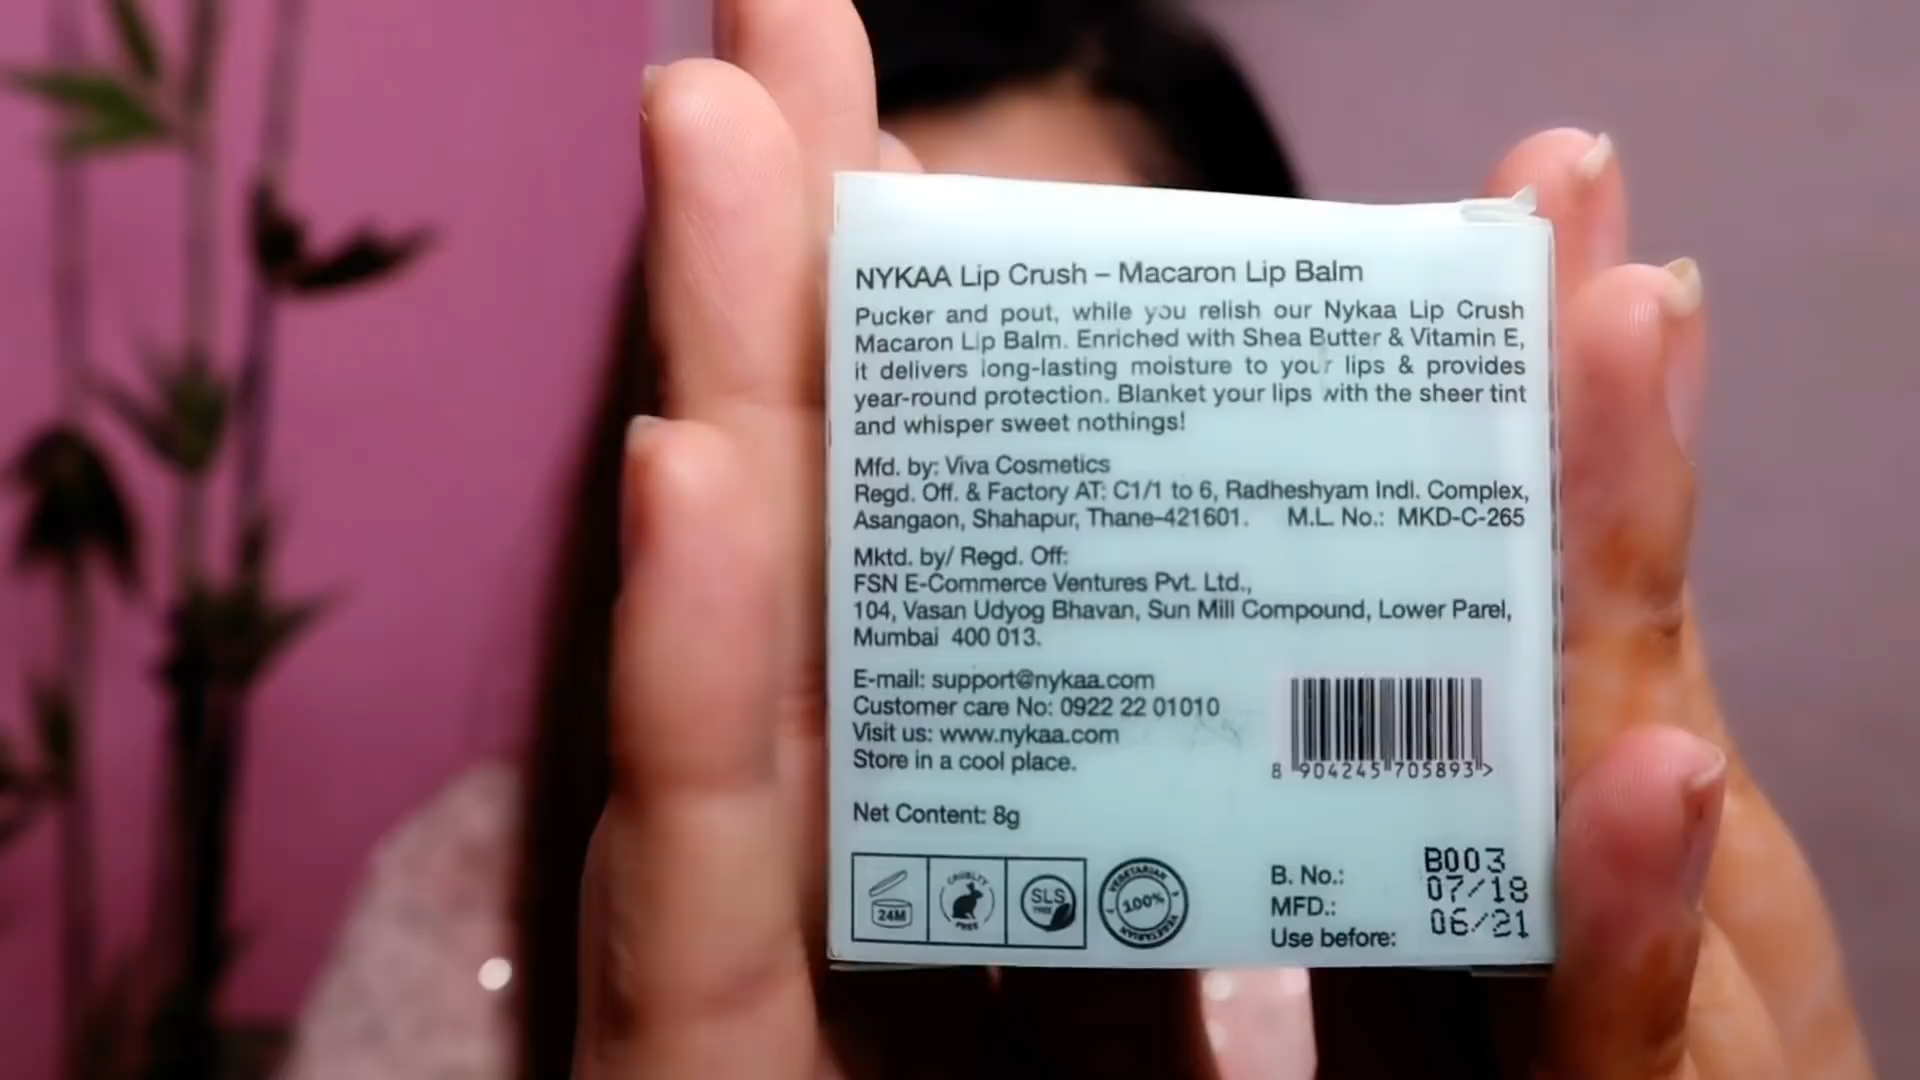 NYKAA Lip Crush – Macaron Lip Balm
Pucker and pout, while you relish our Nykaa Lip Crush
Macaron Lip Balm. Enriched with Shea Butter & Vitamin E,
it delivers long-lasting moisture to your lips & provides
year-round protection. Blanket your lips with the sheer tint
and whisper sweet nothings!
Mfd. by: Viva Cosmetics
Regd. Off. & Factory AT: C1/1 to 6, Radheshyam Indl. Complex,
Asangaon, Shahapur, Thane-421601. M.L. No.: MKD-C-265
Mktd. by/ Regd. Off:
FSN E-Commerce Ventures Pvt. Ltd.,
104, Vasan Udyog Bhavan, Sun Mill Compound, Lower Parel,
Mumbai 400 013.
E-mail: support@nykaa.com
Customer care No: 0922 22 01010
Visit us: www.nykaa.com
Store in a cool place.
8 904245 705893 >
Net Content: 8g
24M
CRUELTY
FREE
SLS
FREE
VEGETARIAN
100%
VEGETARIAN
B. No.: B003
MFD.: 07/18
Use before: 06/21